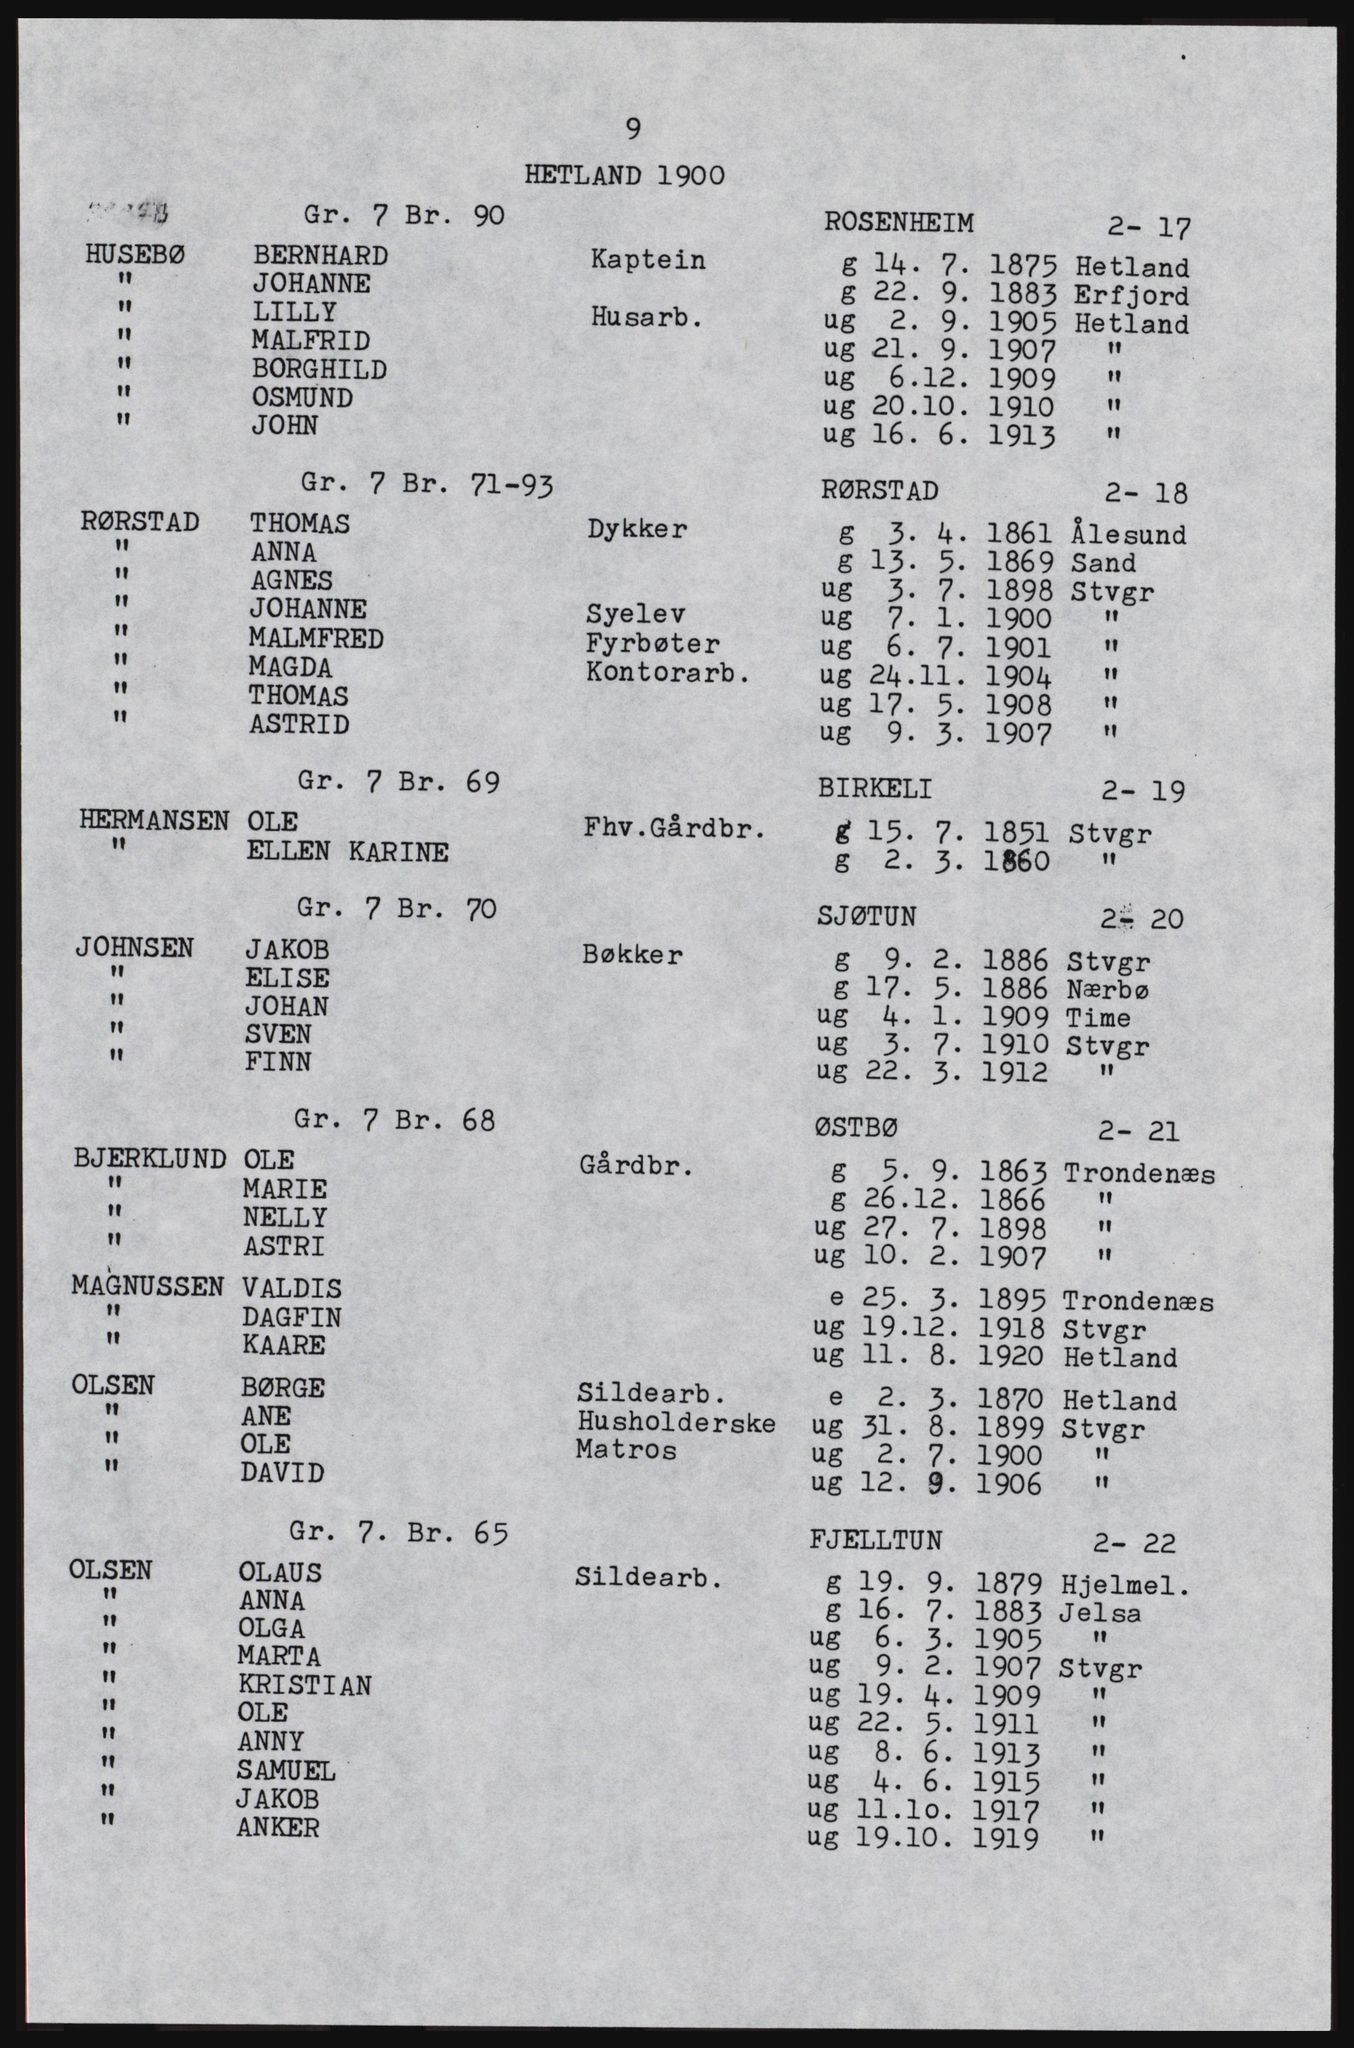 9
HETLAND 1900
Gr. 7 Br. 90 ROSENHEIM 2- 17
HUSEBØ BERNHARD Kaptein g 14. 7. 1875 Hetland
" JOHANNE g 22. 9. 1883 Erfjord
" LILLY Husarb. ug 2. 9. 1905 Hetland
" MALFRID ug 21. 9. 1907 "
" BORGHILD ug 6.12. 1909 "
" OSMUND ug 20.10. 1910 "
" JOHN ug 16. 6. 1913 "
Gr. 7 Br. 71-93 RØRSTAD 2- 18
RØRSTAD THOMAS Dykker g 3. 4. 1861 Ålesund
" ANNA g 13. 5. 1869 Sand
" AGNES ug 3. 7. 1898 Stvgr
" JOHANNE Syelev ug 7. 1. 1900 "
" MALMFRED Fyrbøter ug 6. 7. 1901 "
" MAGDA Kontorarb. ug 24.11. 1904 "
" THOMAS ug 17. 5. 1908 "
" ASTRID ug 9. 3. 1907 "
Gr. 7 Br. 69 BIRKELI 2- 19
HERMANSEN OLE Fhv.Gårdbr. g 15. 7. 1851 Stvgr
" ELLEN KARINE g 2. 3. 1860 "
Gr. 7 Br. 70 SJØTUN 2- 20
JOHNSEN JAKOB Bøkker g 9. 2. 1886 Stvgr
" ELISE g 17. 5. 1886 Nærbø
" JOHAN ug 4. 1. 1909 Time
" SVEN ug 3. 7. 1910 Stvgr
" FINN ug 22. 3. 1912 "
Gr. 7 Br. 68 ØSTBØ 2- 21
BJERKLUND OLE Gårdbr. g 5. 9. 1863 Trondenæs
" MARIE g 26.12. 1866 "
" NELLY ug 27. 7. 1898 "
" ASTRI ug 10. 2. 1907 "
MAGNUSSEN VALDIS e 25. 3. 1895 Trondenæs
" DAGFIN ug 19.12. 1918 Stvgr
" KAARE ug 11. 8. 1920 Hetland
OLSEN BØRGE Sildearb. e 2. 3. 1870 Hetland
" ANE Husholderske ug 31. 8. 1899 Stvgr
" OLE Matros ug 2. 7. 1900 "
" DAVID ug 12. 9. 1906 "
Gr. 7. Br. 65 FJELLTUN 2- 22
OLSEN OLAUS Sildearb. g 19. 9. 1879 Hjelmel.
" ANNA g 16. 7. 1883 Jelsa
" OLGA ug 6. 3. 1905 "
" MARTA ug 9. 2. 1907 Stvgr
" KRISTIAN ug 19. 4. 1909 "
" OLE ug 22. 5. 1911 "
" ANNY ug 8. 6. 1913 "
" SAMUEL ug 4. 6. 1915 "
" JAKOB ug 11.1o. 1917 "
" ANKER ug 19.10. 1919 "